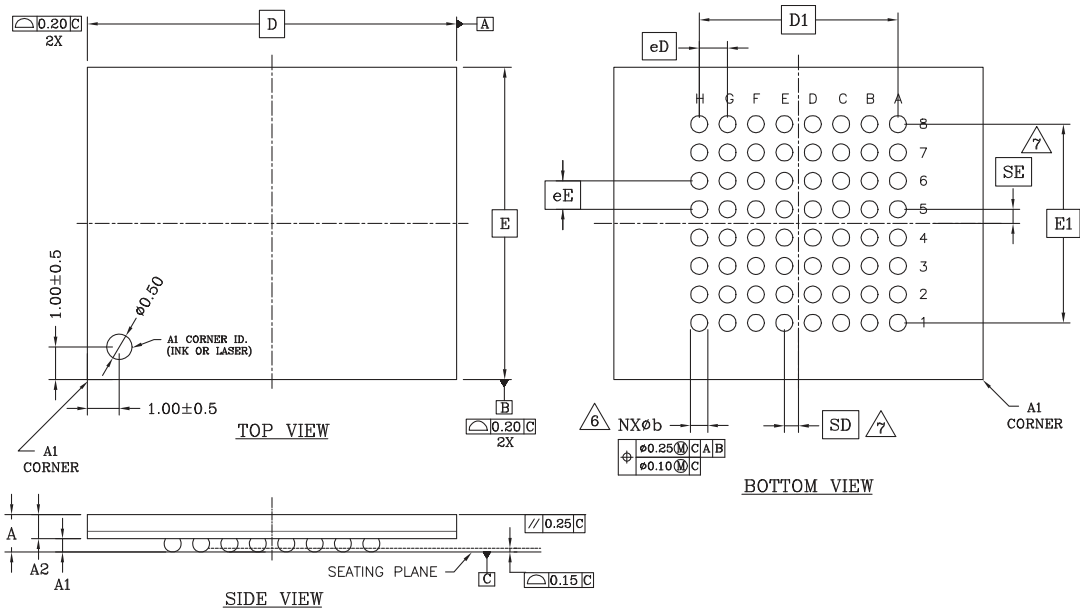 ⌓ 0.20 C
2X
D
A
E
1.00±0.5
ø0.50
A1 CORNER ID.
(INK OR LASER)
1.00±0.5
A1
CORNER
B
⌓ 0.20 C
2X
TOP VIEW
D1
eD
H G F E D C B A
8
7
6
5
4
3
2
1
7
SE
eE
E1
6 NXøb
⌖ ø0.25Ⓜ C A B
ø0.10Ⓜ C
SD 7
A1
CORNER
BOTTOM VIEW
A
A2
A1
// 0.25 C
SEATING PLANE
C
⌓ 0.15 C
SIDE VIEW